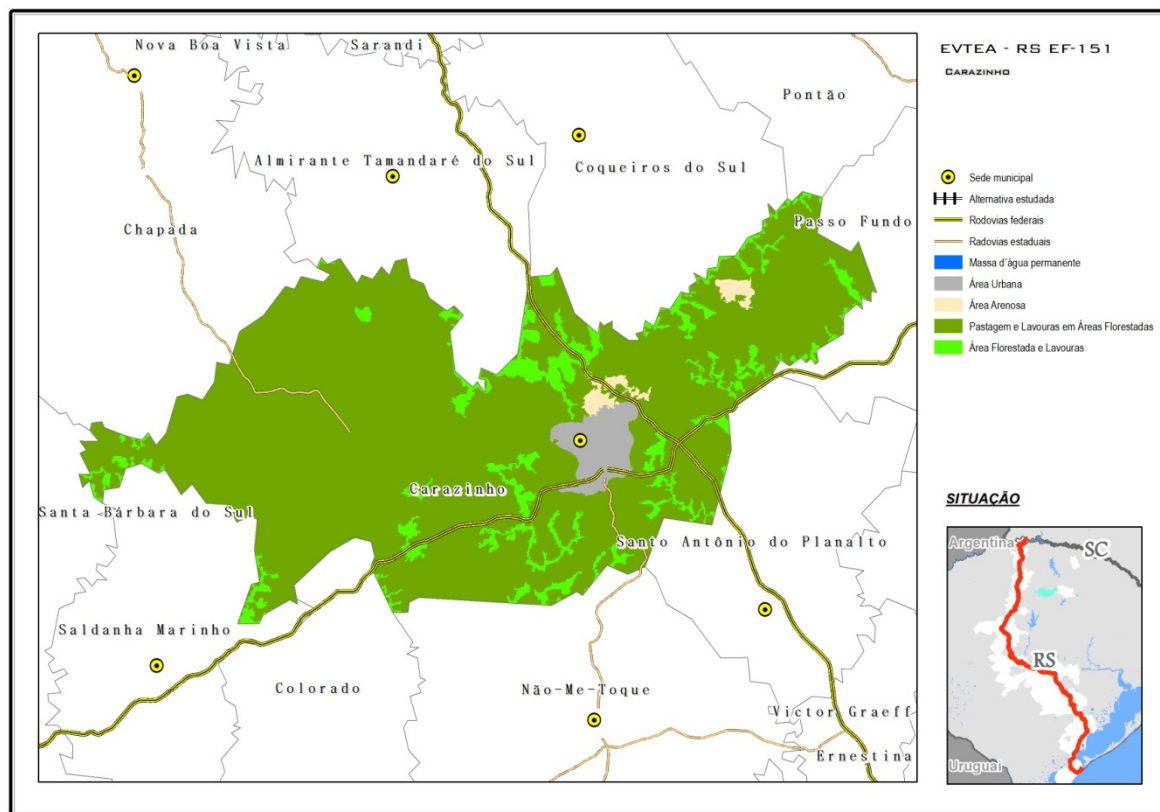 Nova Boa Vista
Sarandi
Pontão
Almirante Tamandaré do Sul
Coqueiros do Sul
Chapada
Passo Fundo
Carazinho
Santa Bárbara do Sul
Santo Antônio do Planalto
Saldanha Marinho
Colorado
Não-Me-Toque
Victor Graeff
Ernestina
EVTEA - RS EF-151
CARAZINHO
Sede municipal
Alternativa estudada
Rodovias federais
Radovias estaduais
Massa d´água permanente
Área Urbana
Área Arenosa
Pastagem e Lavouras em Áreas Florestadas
Área Florestada e Lavouras
SITUAÇÃO
Argentina
SC
RS
Uruguai